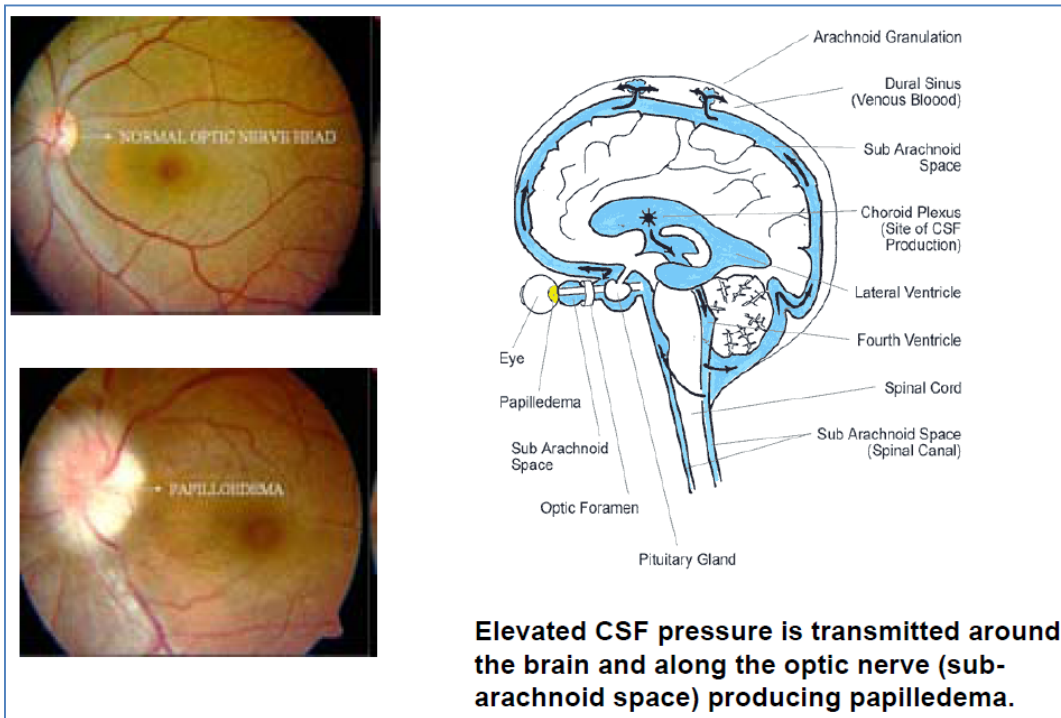 NORMAL OPTIC NERVE HEAD
PAPILLOEDEMA
Arachnoid Granulation
Dural Sinus
(Venous Bloood)
Sub Arachnoid
Space
Choroid Plexus
(Site of CSF
Production)
Lateral Ventricle
Fourth Ventricle
Spinal Cord
Sub Arachnoid Space
(Spinal Canal)
Eye
Papilledema
Sub Arachnoid
Space
Optic Foramen
Pituitary Gland
Elevated CSF pressure is transmitted around
the brain and along the optic nerve (sub-
arachnoid space) producing papilledema.